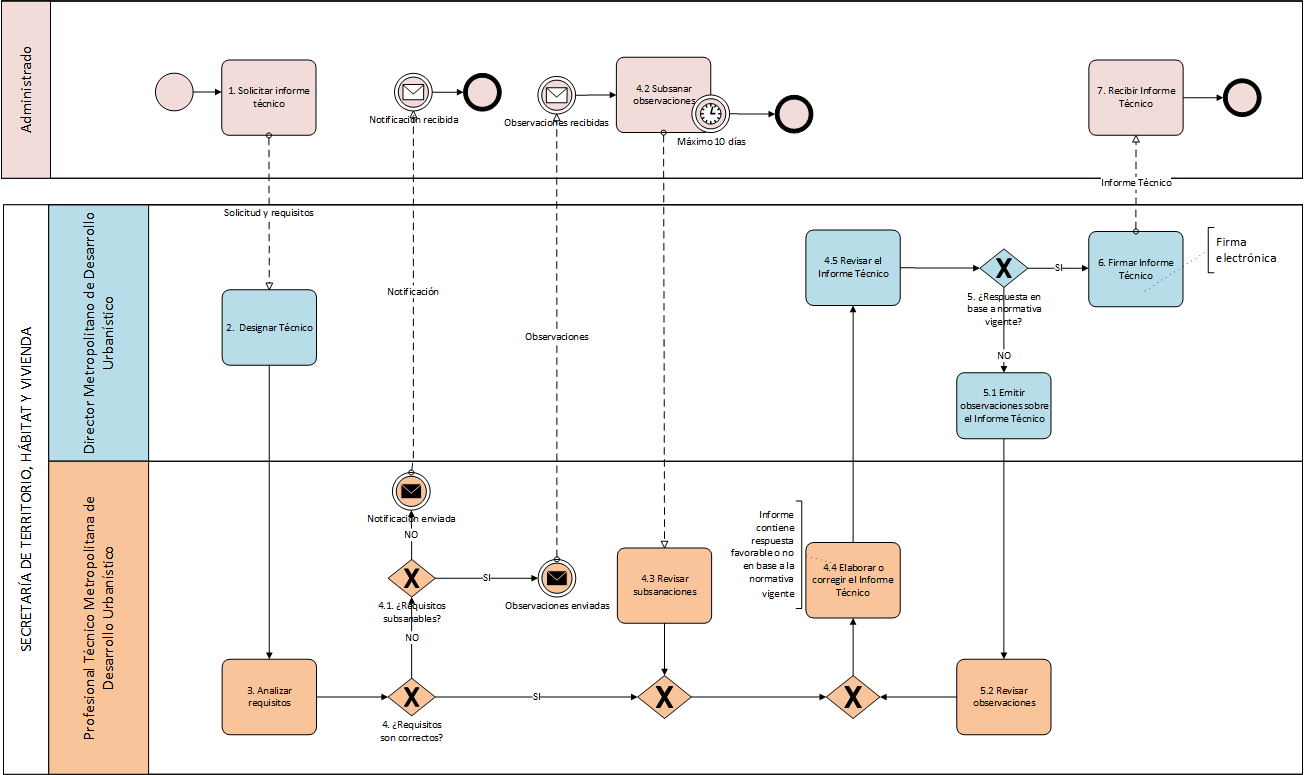 Administrado
1. Solicitar informe
técnico
Notificación recibida
Observaciones recibidas
4.2 Subsanar
observaciones
Máximo 10 días
7. Recibir Informe
Técnico
Solicitud y requisitos
Notificación
Observaciones
Informe Técnico
SECRETARÍA DE TERRITORIO, HÁBITAT Y VIVIENDA
Director Metropolitano de Desarrollo
Urbanístico
2. Designar Técnico
4.5 Revisar el
Informe Técnico
5. ¿Respuesta en
base a normativa
vigente?
SI
NO
6. Firmar Informe
Técnico
Firma
electrónica
5.1 Emitir
observaciones sobre
el Informe Técnico
Profesional Técnico Metropolitana de
Desarrollo Urbanístico
Notificación enviada
NO
4.1. ¿Requisitos
subsanables?
SI
Observaciones enviadas
NO
3. Analizar
requisitos
4. ¿Requisitos
son correctos?
SI
4.3 Revisar
subsanaciones
Informe
contiene
respuesta
favorable o no
en base a la
normativa
vigente
4.4 Elaborar o
corregir el Informe
Técnico
5.2 Revisar
observaciones